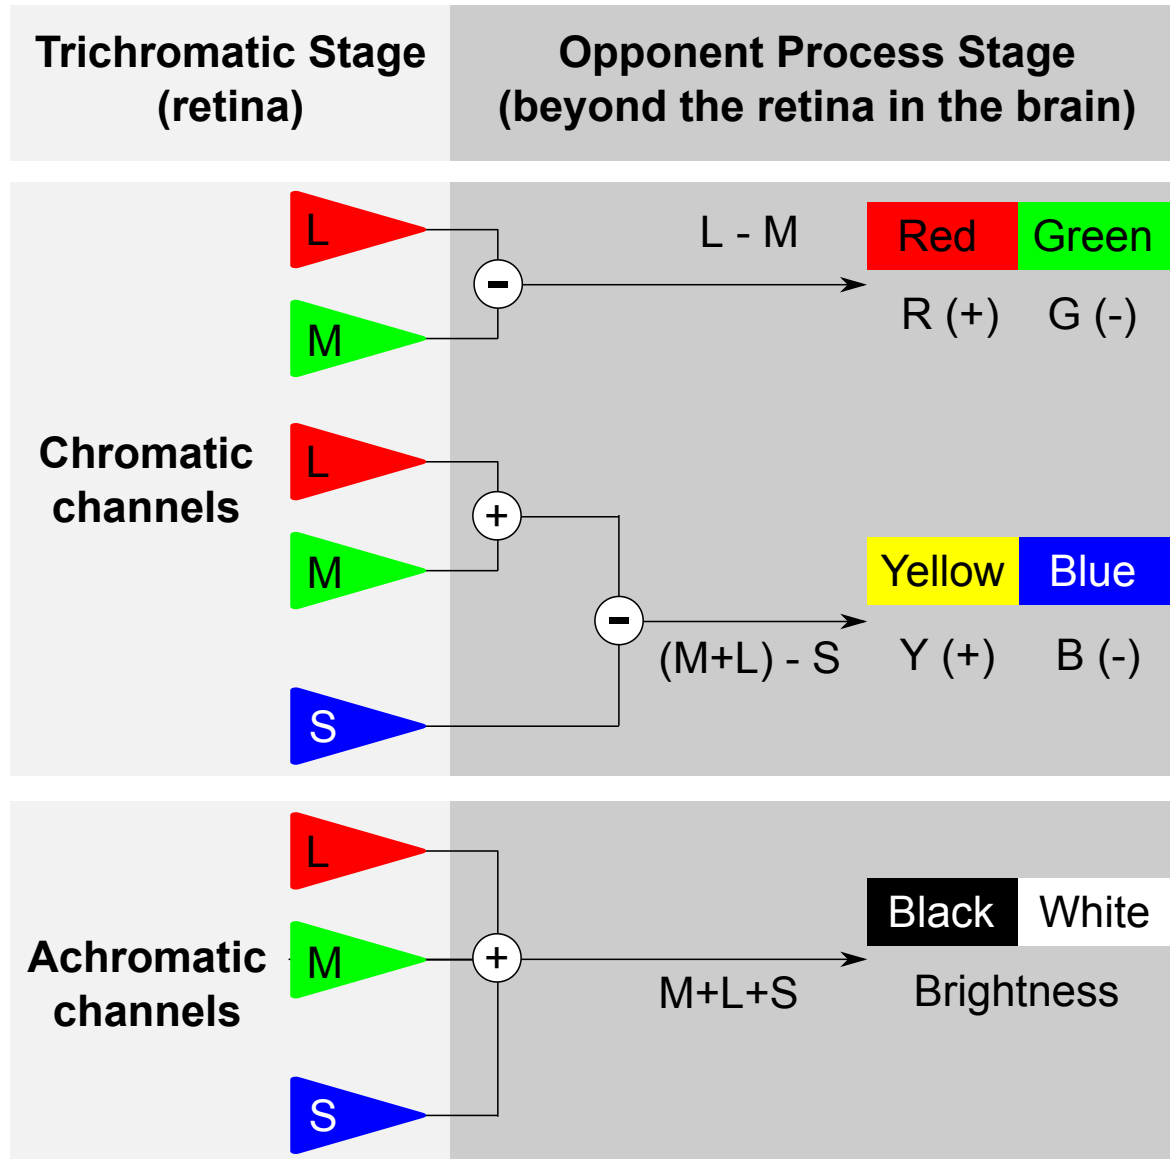 Trichromatic Stage
(retina)
Opponent Process Stage
(beyond the retina in the brain)
Chromatic
channels
L
M
-
L - M
Red Green
R (+) G (-)
L
M
+
S
-
(M+L) - S
Yellow Blue
Y (+) B (-)
Achromatic
channels
L
M
S
+
M+L+S
Black White
Brightness